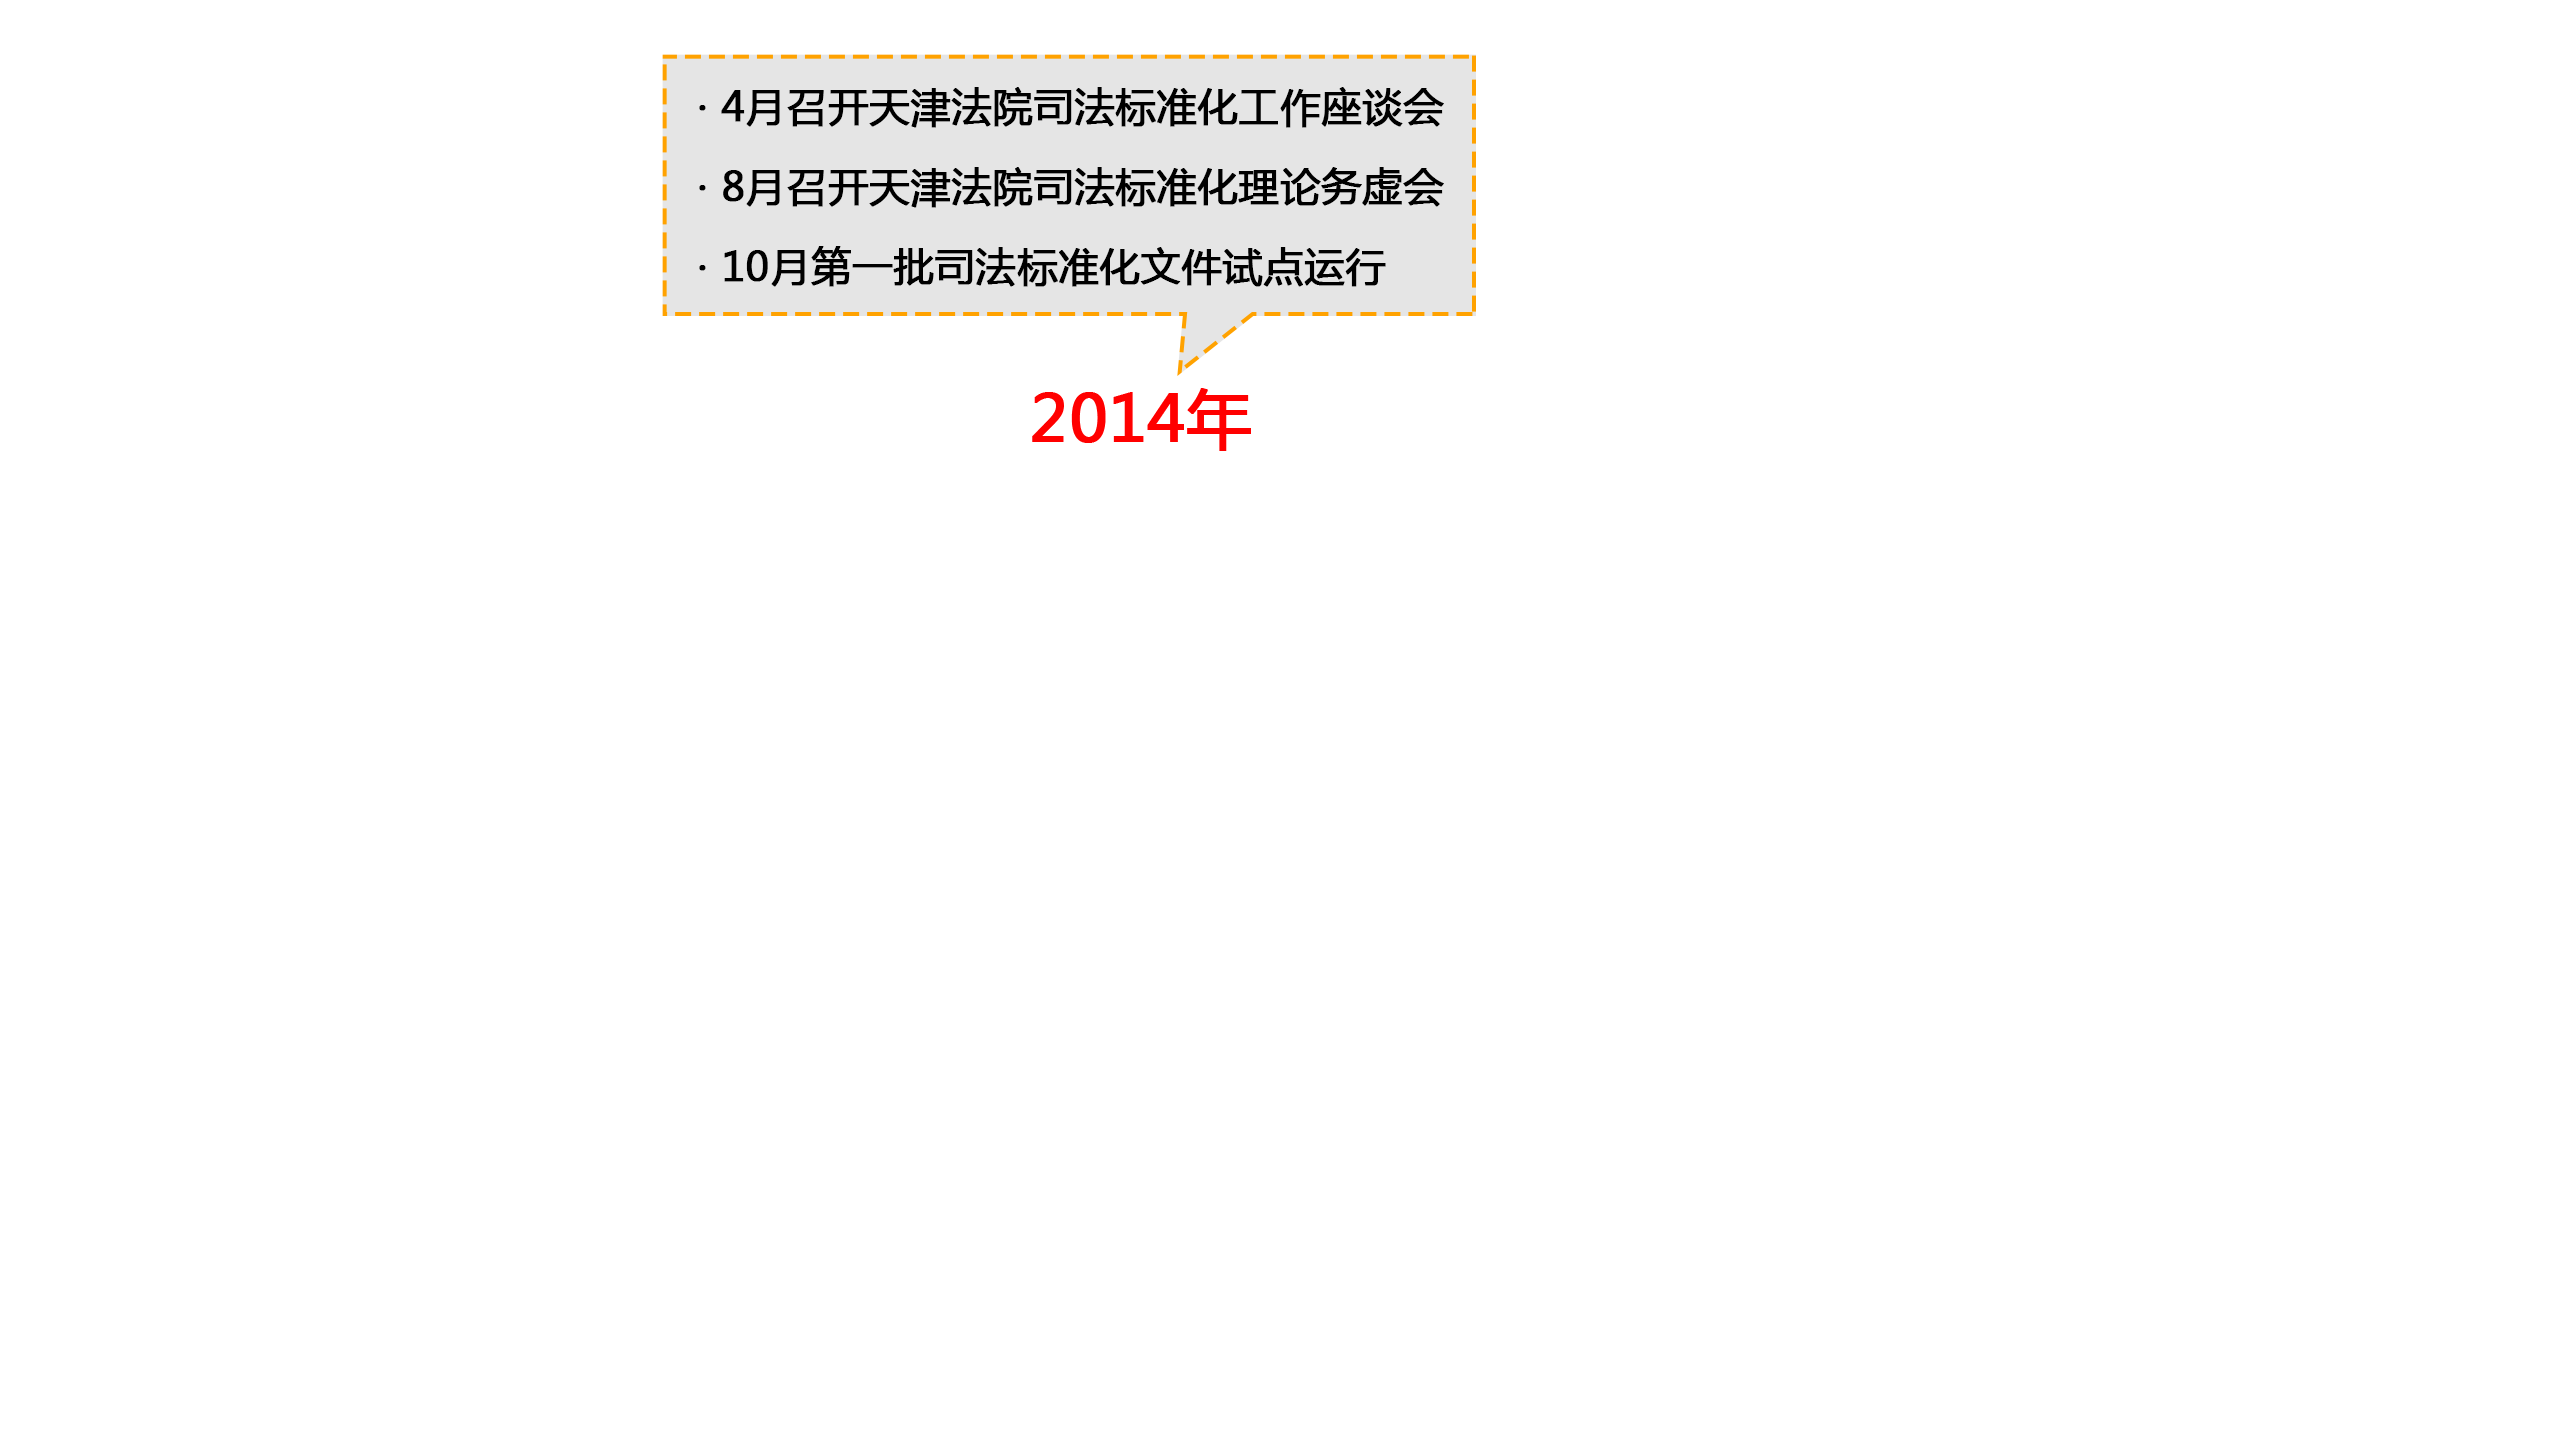 · 4月召开天津法院司法标准化工作座谈会
· 8月召开天津法院司法标准化理论务虚会
· 10月第一批司法标准化文件试点运行
2014年